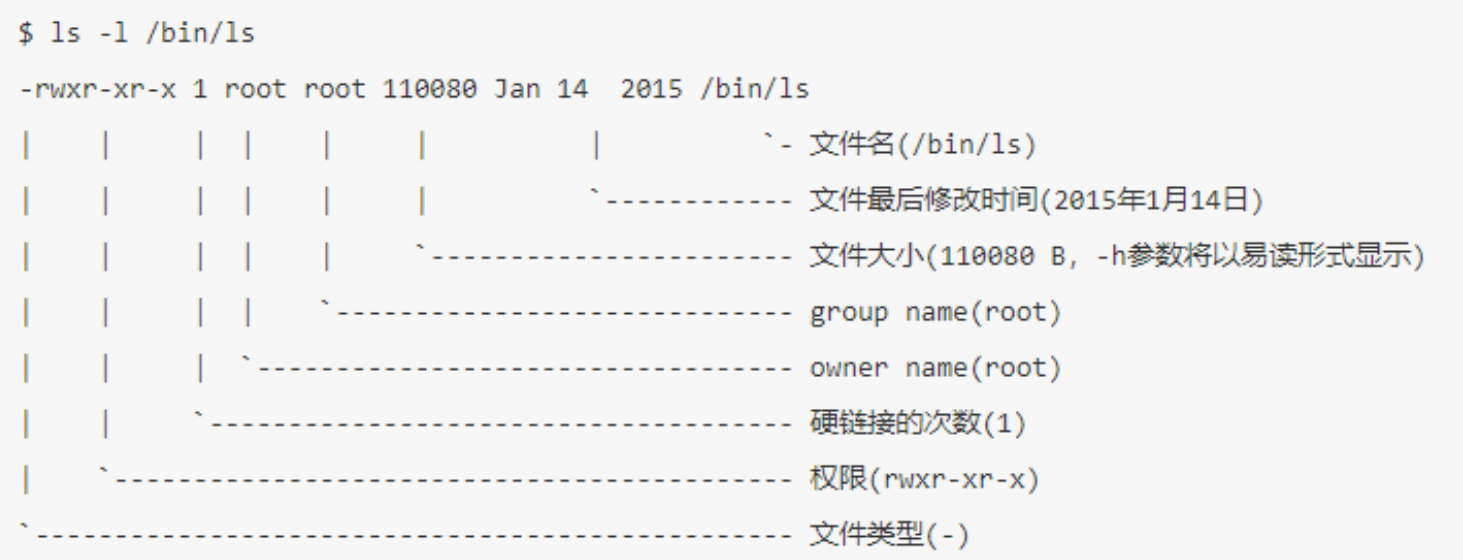 $ ls -l /bin/ls
-rwxr-xr-x 1 root root 110080 Jan 14  2015 /bin/ls
|    |     |  |    |     |          |          `- 文件名(/bin/ls)
|    |     |  |    |     |          `------------ 文件最后修改时间(2015年1月14日)
|    |     |  |    |     `----------------------- 文件大小(110080 B, -h参数将以易读形式显示)
|    |     |  |    `----------------------------- group name(root)
|    |     |  `---------------------------------- owner name(root)
|    |     `------------------------------------- 硬链接的次数(1)
|    `------------------------------------------- 权限(rwxr-xr-x)
`------------------------------------------------ 文件类型(-)